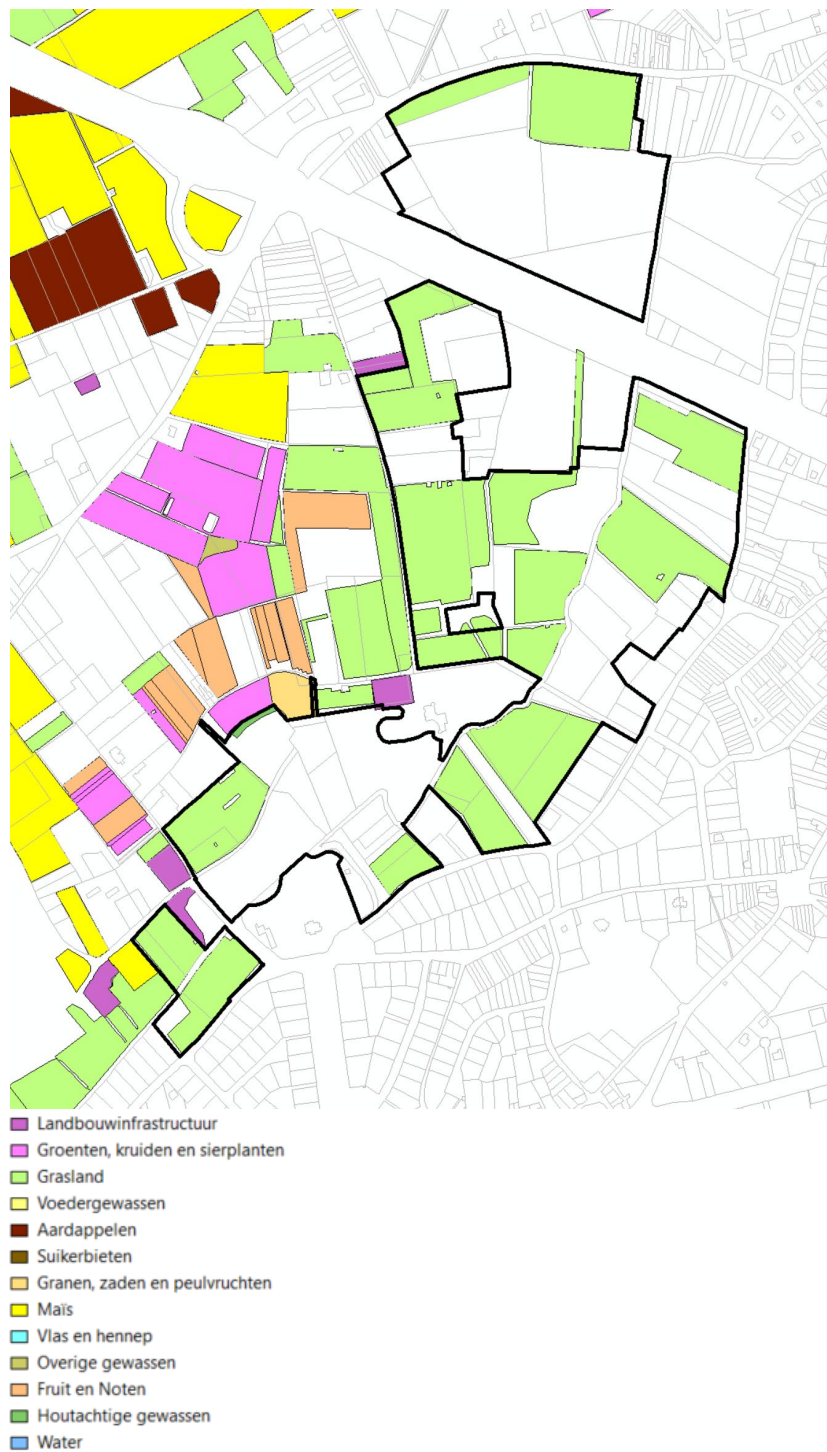 Landbouwinfrastructuur
Groenten, kruiden en sierplanten
Grasland
Voedergewassen
Aardappelen
Suikerbieten
Granen, zaden en peulvruchten
Maïs
Vlas en hennep
Overige gewassen
Fruit en Noten
Houtachtige gewassen
Water